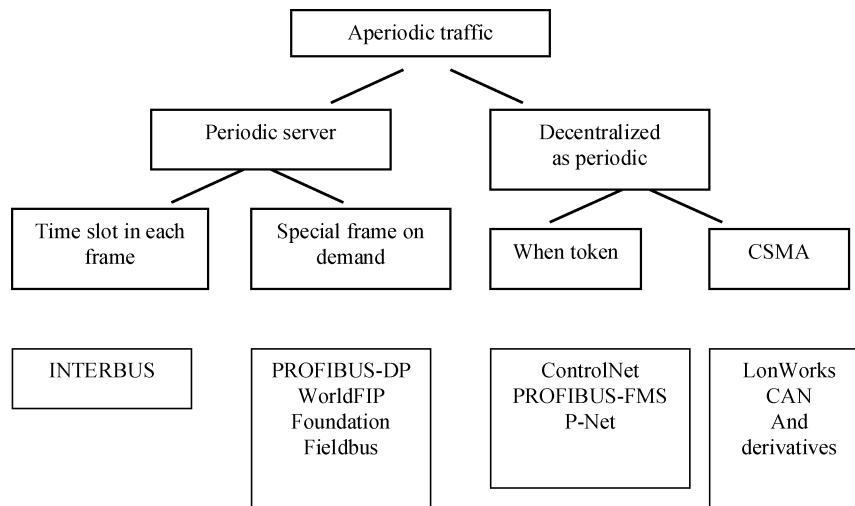 Aperiodic traffic
Periodic server
Decentralized
as periodic
Time slot in each
frame
Special frame on
demand
When token
CSMA
INTERBUS
PROFIBUS-DP
WorldFIP
Foundation
Fieldbus
ControlNet
PROFIBUS-FMS
P-Net
LonWorks
CAN
And
derivatives